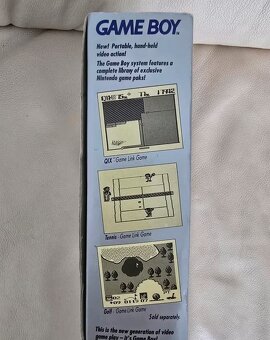 GAME BOY™
New! Portable, hand-held
video action!
The Game Boy system features a
complete library of exclusive
Nintendo game paks!
QIX™ Game Link Game
Tennis - Game Link Game
Golf - Game Link Game
Sold separately.
This is the new generation of video
game play – it's Game Boy!